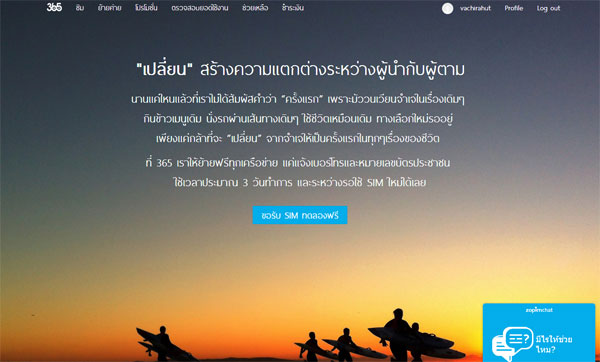 365 ซิม ย้ายค่าย โปรโมชั่น ตรวจสอบยอดใช้งาน ช่วยเหลือ ชำระเงิน vachirahut Profile Log out
"เปลี่ยน" สร้างความแตกต่างระหว่างผู้นำกับผู้ตาม
นานแค่ไหนแล้วที่เราไม่ได้สัมผัสคำว่า "ครั้งแรก" เพราะมัววนเวียนจำเจในเรื่องเดิมๆ
กินข้าวเมนูเดิม นั่งรถผ่านเส้นทางเดิมๆ ใช้ชีวิตเหมือนเดิม ทางเลือกใหม่รออยู่
เพียงแค่กล้าที่จะ "เปลี่ยน" จากจำเจให้เป็นครั้งแรกในทุกๆเรื่องของชีวิต
ที่ 365 เราให้ย้ายฟรีทุกเครือข่าย แค่แจ้งเบอร์โทรและหมายเลขบัตรประชาชน
ใช้เวลาประมาณ 3 วันทำการ และระหว่างรอใช้ SIM ใหม่ได้เลย
ขอรับ SIM ทดลองฟรี
zopimchat
มีไรให้ช่วย
ไหม?